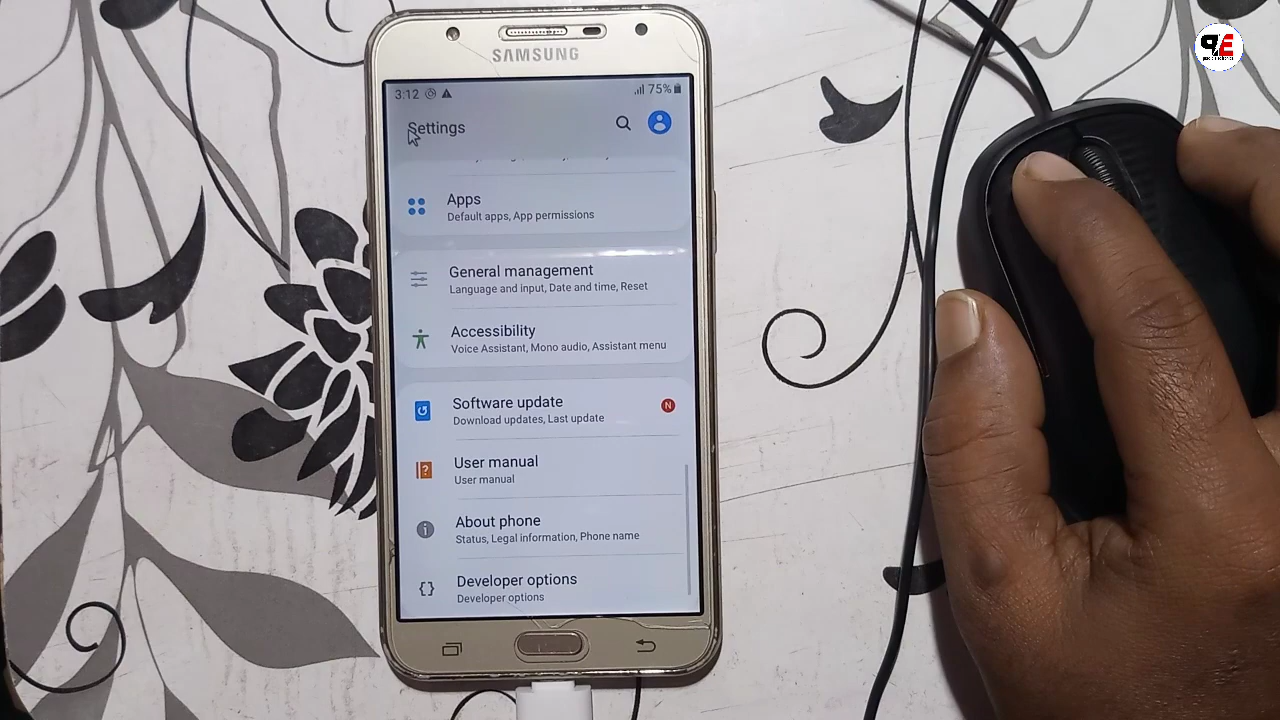 SAMSUNG
3:12
75%
Settings
Apps
Default apps, App permissions
General management
Language and input, Date and time, Reset
Accessibility
Voice Assistant, Mono audio, Assistant menu
Software update
N
Download updates, Last update
User manual
User manual
About phone
Status, Legal information, Phone name
Developer options
Developer options